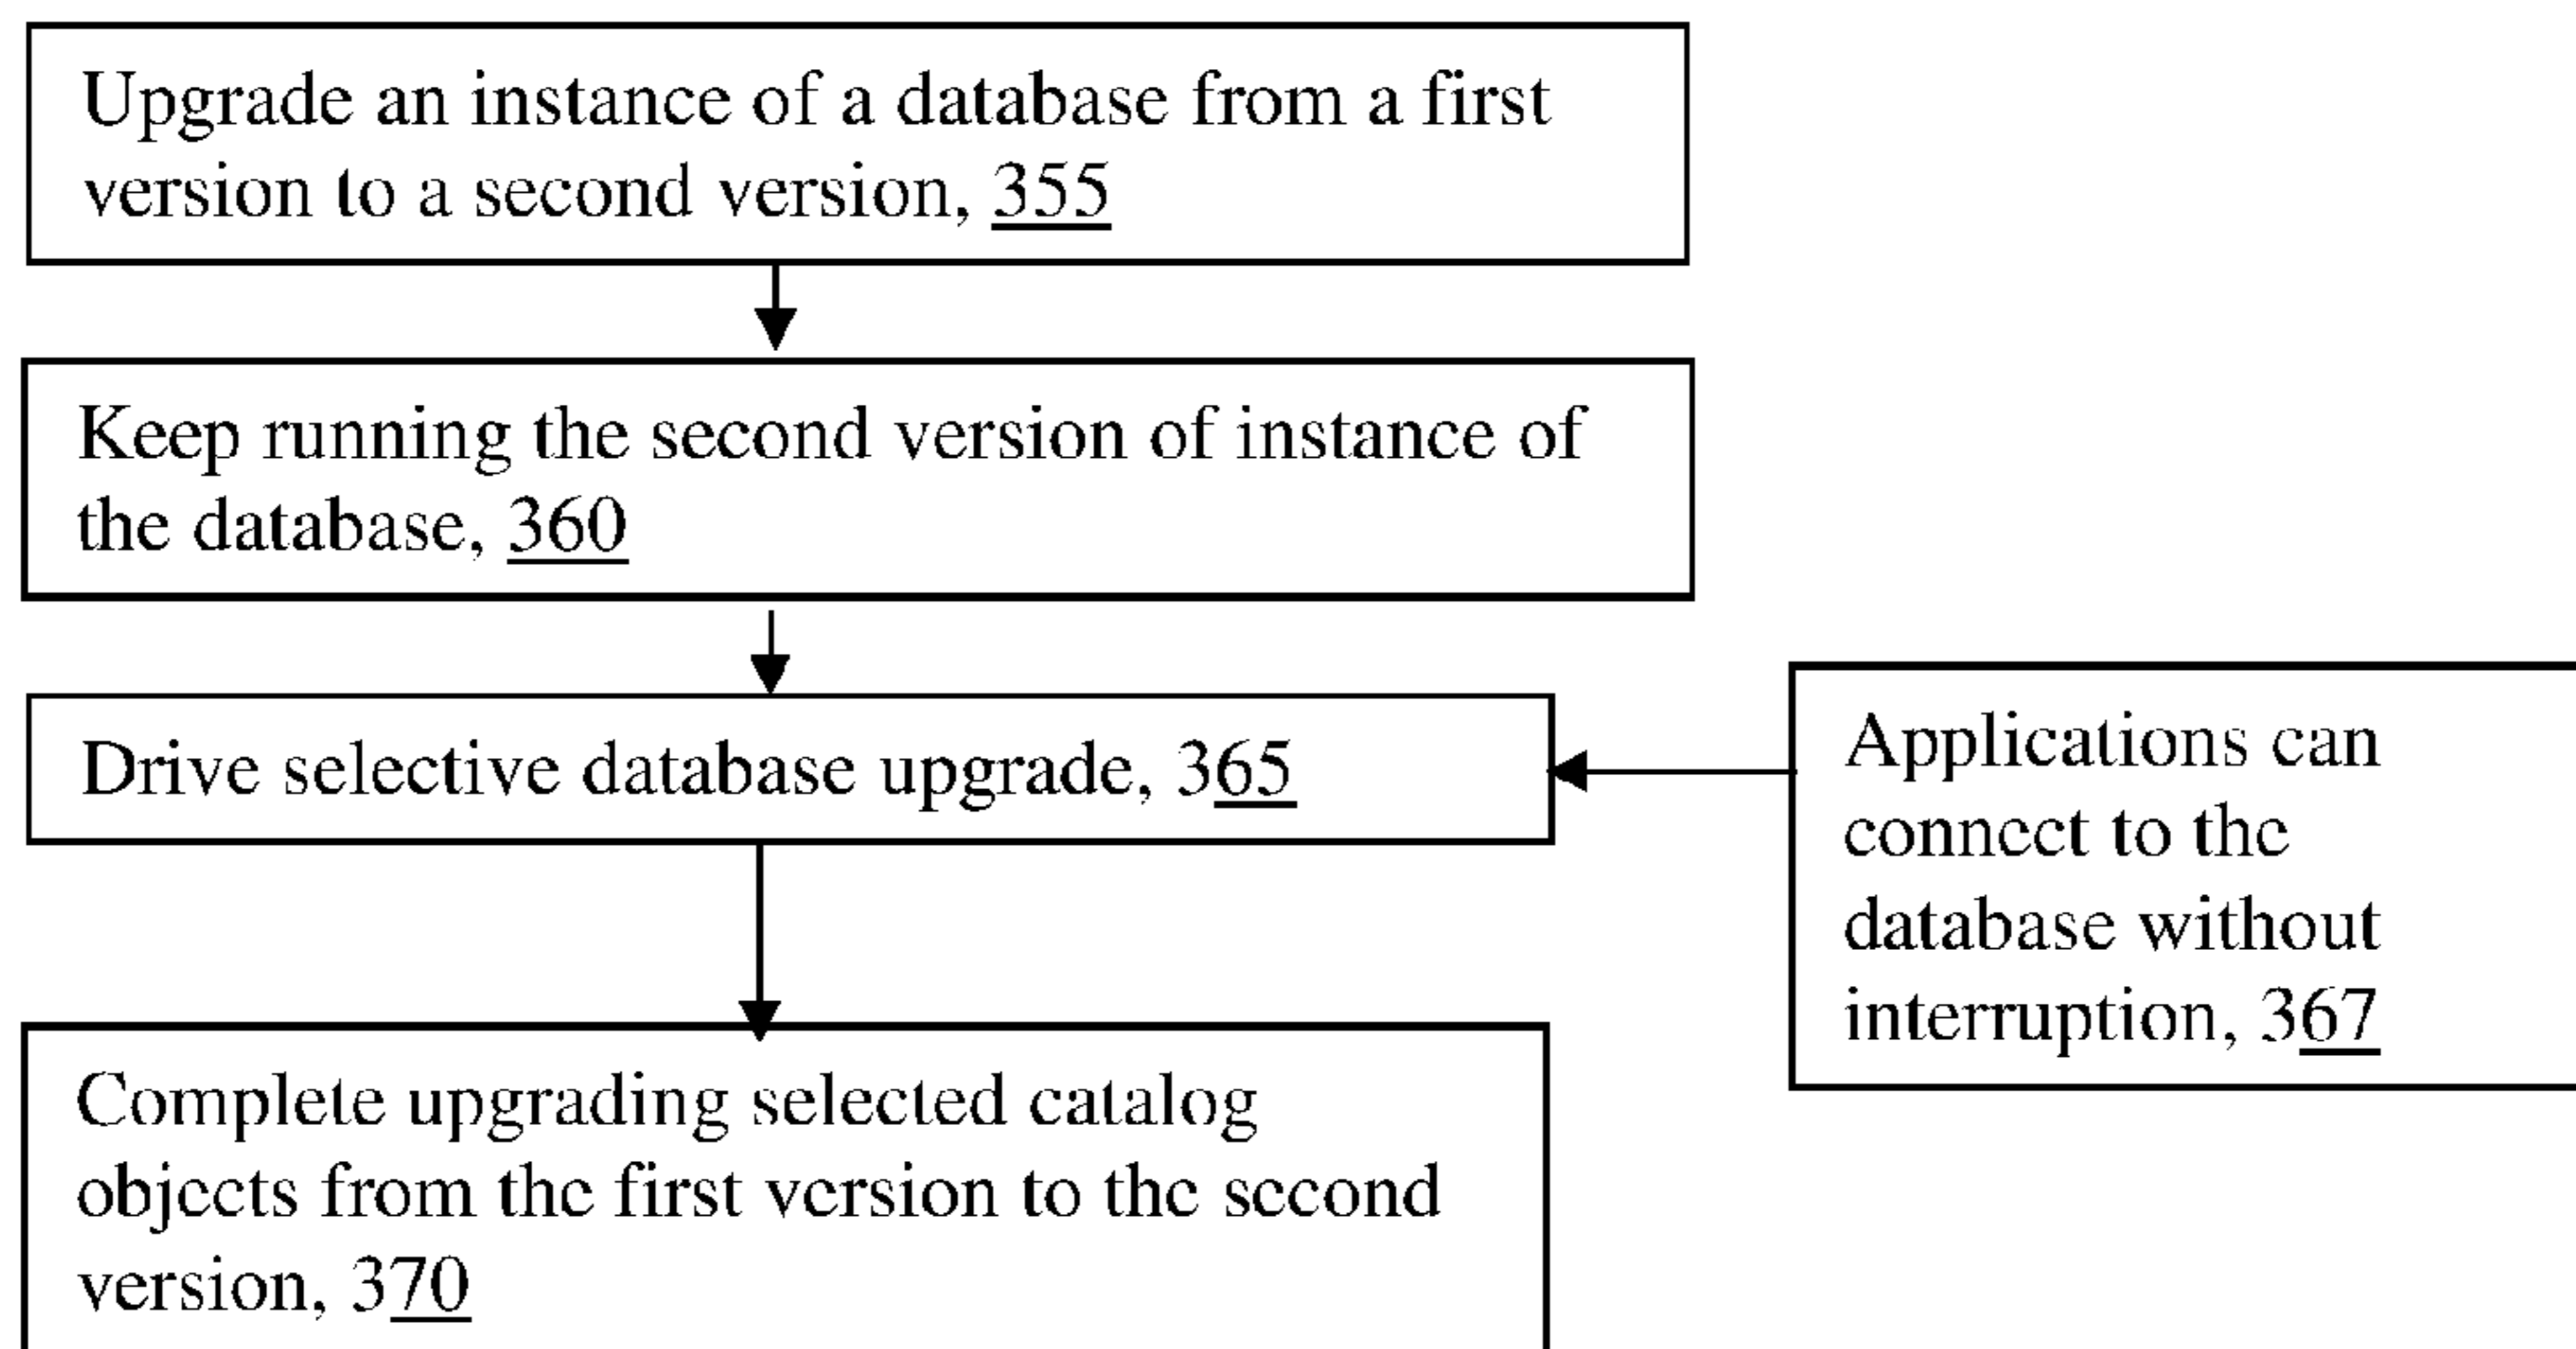 Upgrade an instance of a database from a first
version to a second version, 355
Keep running the second version of instance of
the database, 360
Drive selective database upgrade, 365
Applications can
connect to the
database without
interruption, 367
Complete upgrading selected catalog
objects from the first version to the second
version, 370